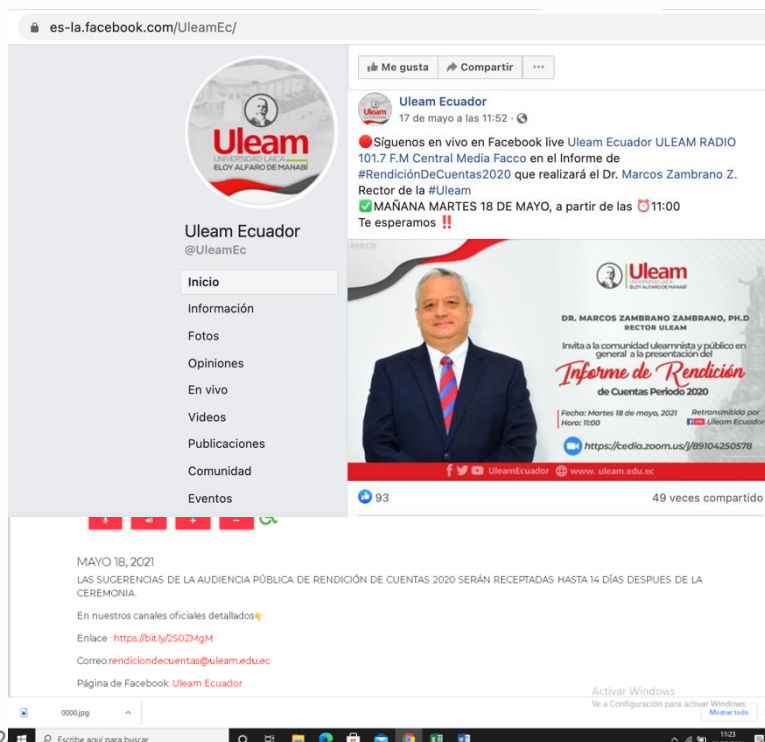 es-la.facebook.com/UleamEc/
Uleam
UNIVERSIDAD LAICA
ELOY ALFARO DE MANABÍ
Uleam Ecuador
@UleamEc
Inicio
Información
Fotos
Opiniones
En vivo
Videos
Publicaciones
Comunidad
Eventos
Me gusta
Compartir
Uleam
Uleam Ecuador
17 de mayo a las 11:52 ·
🔴Síguenos en vivo en Facebook live Uleam Ecuador ULEAM RADIO
101.7 F.M Central Media Facco en el Informe de
#RendiciónDeCuentas2020 que realizará el Dr. Marcos Zambrano Z.
Rector de la #Uleam
✅MAÑANA MARTES 18 DE MAYO, a partir de las ⏰11:00
Te esperamos ‼️
DIRCO
Uleam
UNIVERSIDAD LAICA
ELOY ALFARO DE MANABÍ
DR. MARCOS ZAMBRANO ZAMBRANO, PH.D
RECTOR ULEAM
Invita a la comunidad uleamnista y público en
general a la presentación del
Informe de Rendición
de Cuentas Periodo 2020
Fecha: Martes 18 de mayo, 2021
Hora: 11:00
Retransmitida por
Uleam Ecuador
https://cedia.zoom.us/j/89104250578
UleamEcuador www. uleam.edu.ec
93
49 veces compartido
MAYO 18, 2021
LAS SUGERENCIAS DE LA AUDIENCIA PÚBLICA DE RENDICIÓN DE CUENTAS 2020 SERÁN RECEPTADAS HASTA 14 DÍAS DESPUES DE LA
CEREMONIA.
En nuestros canales oficiales detallados👇
Enlace : https://bit.ly/2S0ZMgM
Correo:rendiciondecuentas@uleam.edu.ec
Página de Facebook: Uleam Ecuador
Activar Windows
Ve a Configuración para activar Windows.
0000.jpg
Mostrar todo
Escribe aquí para buscar
11:23